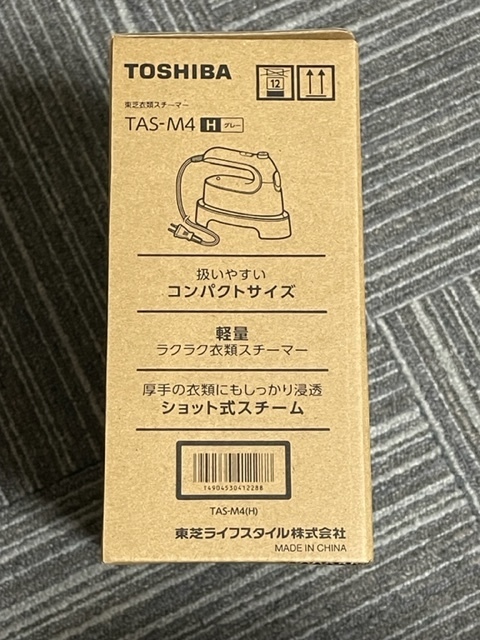 TOSHIBA
12
東芝衣類スチーマー
TAS-M4 H グレー
扱いやすい
コンパクトサイズ
軽量
ラクラク衣類スチーマー
厚手の衣類にもしっかり浸透
ショット式スチーム
T4904530412288
TAS-M4(H)
東芝ライフスタイル株式会社
MADE IN CHINA